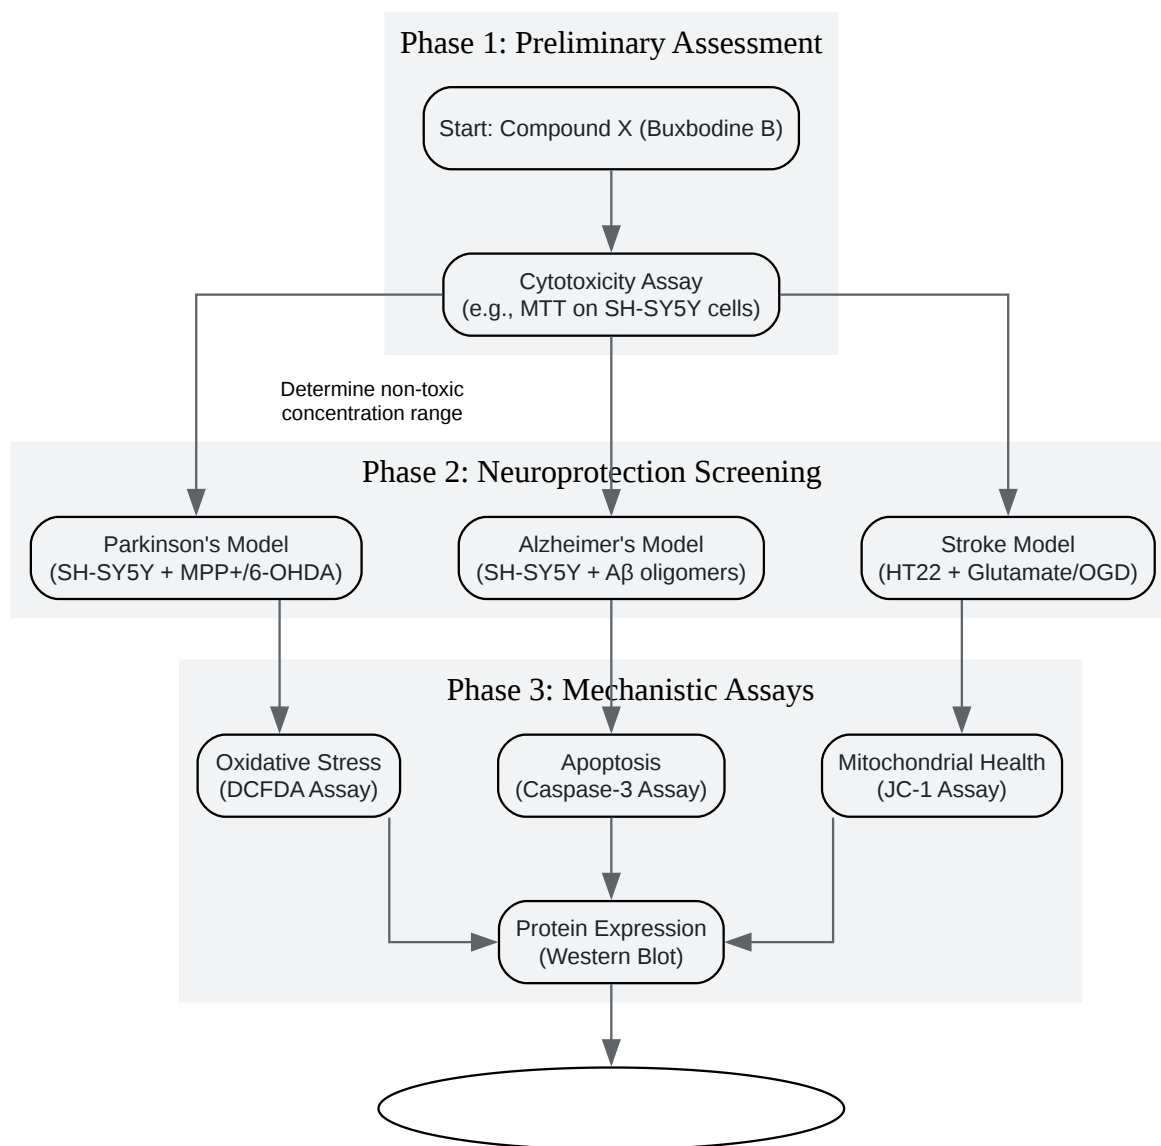 Phase 1: Preliminary Assessment
Start: Compound X (Buxbodine B)
Cytotoxicity Assay
(e.g., MTT on SH-SY5Y cells)
Determine non-toxic
concentration range
Phase 2: Neuroprotection Screening
Parkinson's Model
(SH-SY5Y + MPP+/6-OHDA)
Alzheimer's Model
(SH-SY5Y + Aβ oligomers)
Stroke Model
(HT22 + Glutamate/OGD)
Phase 3: Mechanistic Assays
Oxidative Stress
(DCFDA Assay)
Apoptosis
(Caspase-3 Assay)
Mitochondrial Health
(JC-1 Assay)
Protein Expression
(Western Blot)